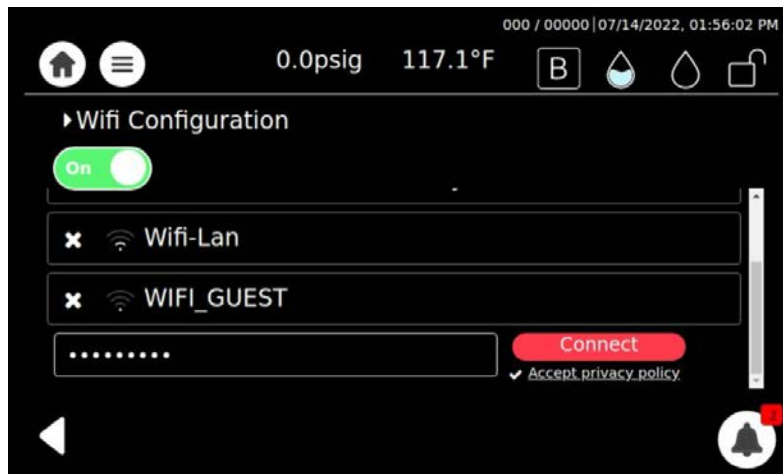 000 / 00000|07/14/2022, 01:56:02 PM
0.0psig 117.1°F B
Wifi Configuration
On
Wifi-Lan
WIFI_GUEST
•••••••••
Connect
Accept privacy policy